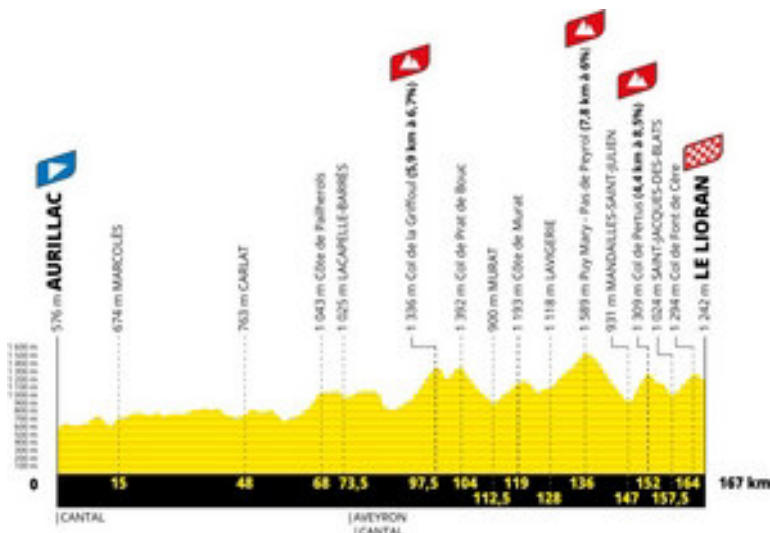 576 m AURILLAC
674 m MARCOLÈS
763 m CARLAT
1 043 m Côte de Pailherols
1 025 m LACAPELLE-BARRÈS
1 336 m Col de la Griffoul (5,9 km à 6,7%)
1 392 m Col de Prat de Bouc
900 m MURAT
1 193 m Côte de Murat
1 118 m LAVIGERIE
1 589 m Puy Mary - Pas de Peyrol (7,8 km à 6%)
931 m MANDAILLES-SAINT-JULIEN
1 309 m Col de Pertus (4,4 km à 8,5%)
1 024 m SAINT-JACQUES-DES-BLATS
1 294 m Col de Font de Cère
1 242 m LE LIORAN
0 15 48 68 73,5 97,5 104 119 136 152 164 167 km
112,5 128 147 157,5
|CANTAL |AVEYRON
|CANTAL